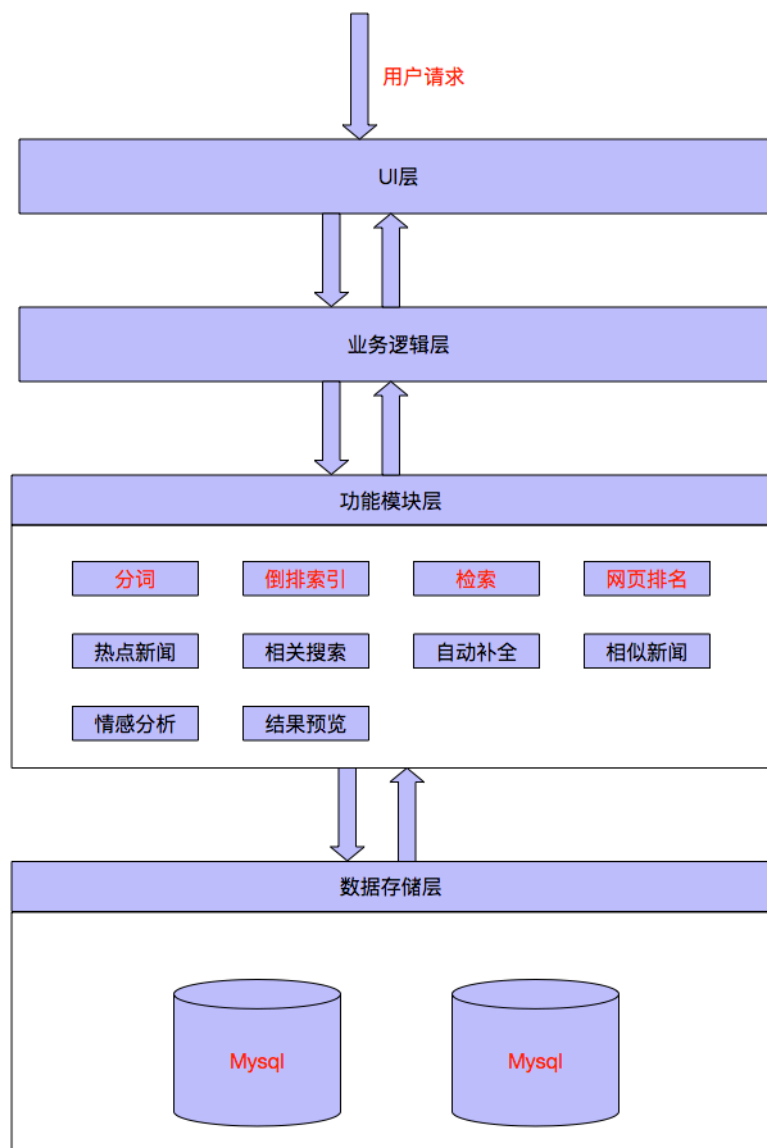 用户请求
UI层
业务逻辑层
功能模块层
分词 倒排索引 检索 网页排名
热点新闻 相关搜索 自动补全 相似新闻
情感分析 结果预览
数据存储层
Mysql Mysql